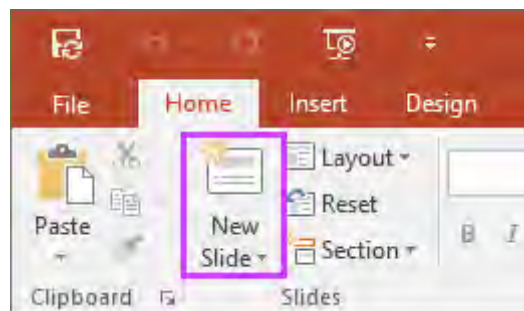 File Home Insert Design
Layout
Reset
Paste New
Slide Section B I
Clipboard Slides